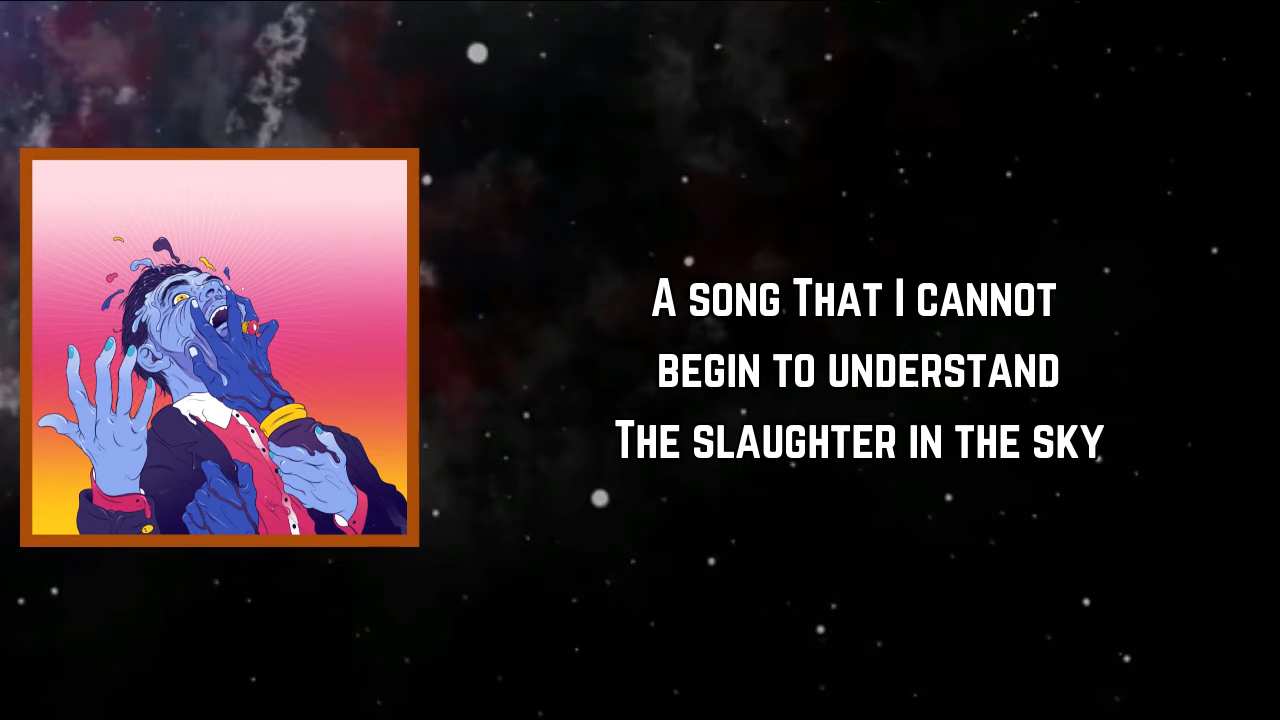 A song That I cannot
begin to understand
The slaughter in the sky